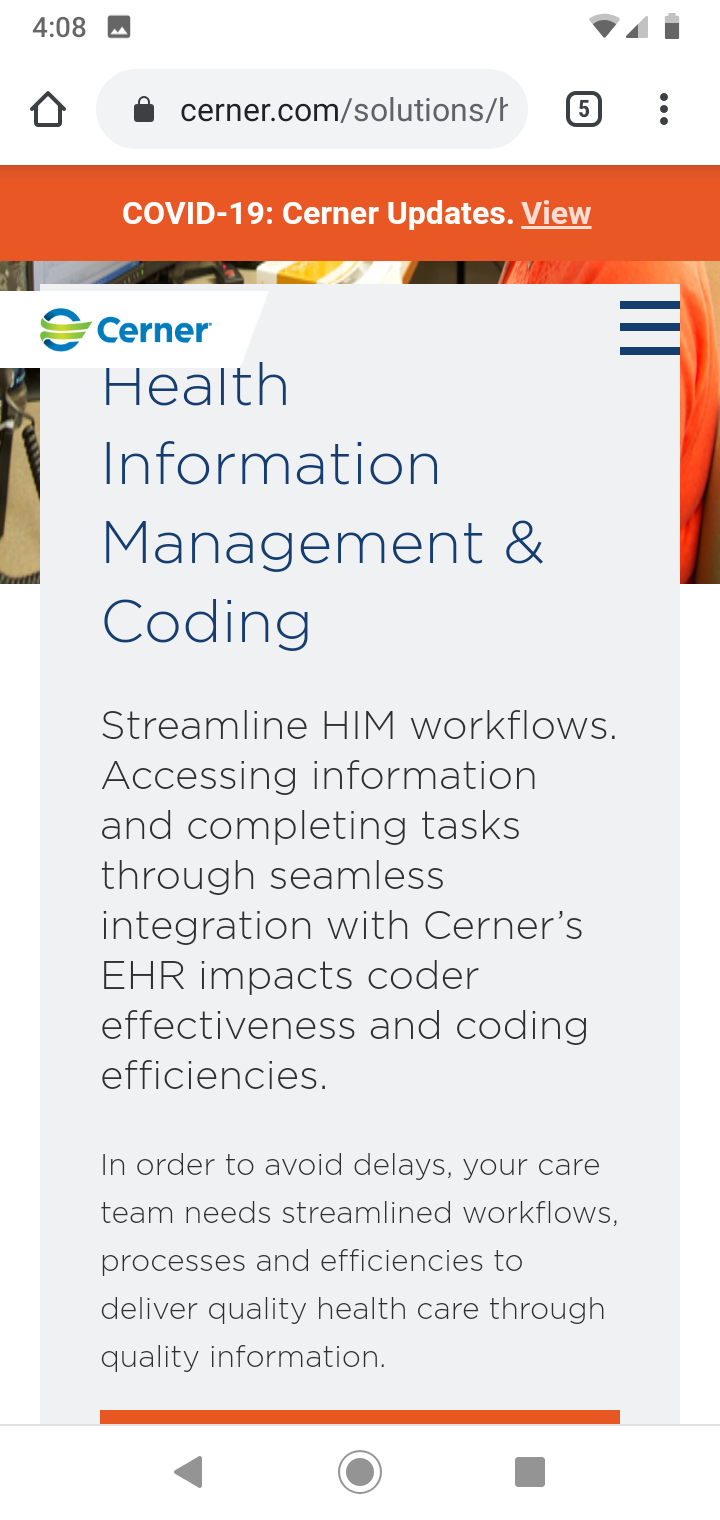 4:08
cerner.com/solutions/h
5
COVID-19: Cerner Updates. View
Cerner
Health
Information
Management &
Coding
Streamline HIM workflows.
Accessing information
and completing tasks
through seamless
integration with Cerner’s
EHR impacts coder
effectiveness and coding
efficiencies.
In order to avoid delays, your care
team needs streamlined workflows,
processes and efficiencies to
deliver quality health care through
quality information.